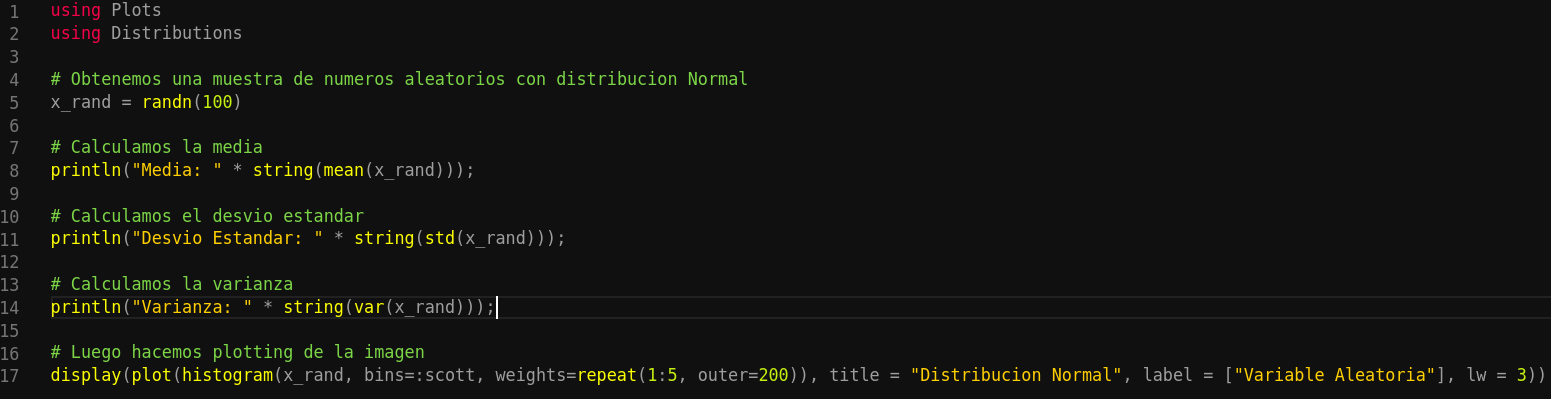 1 using Plots
2 using Distributions
3
4 # Obtenemos una muestra de numeros aleatorios con distribucion Normal
5 x_rand = randn(100)
6
7 # Calculamos la media
8 println("Media: " * string(mean(x_rand)));
9
10 # Calculamos el desvio estandar
11 println("Desvio Estandar: " * string(std(x_rand)));
12
13 # Calculamos la varianza
14 println("Varianza: " * string(var(x_rand)));
15
16 # Luego hacemos plotting de la imagen
17 display(plot(histogram(x_rand, bins=:scott, weights=repeat(1:5, outer=200)), title = "Distribucion Normal", label = ["Variable Aleatoria"], lw = 3))